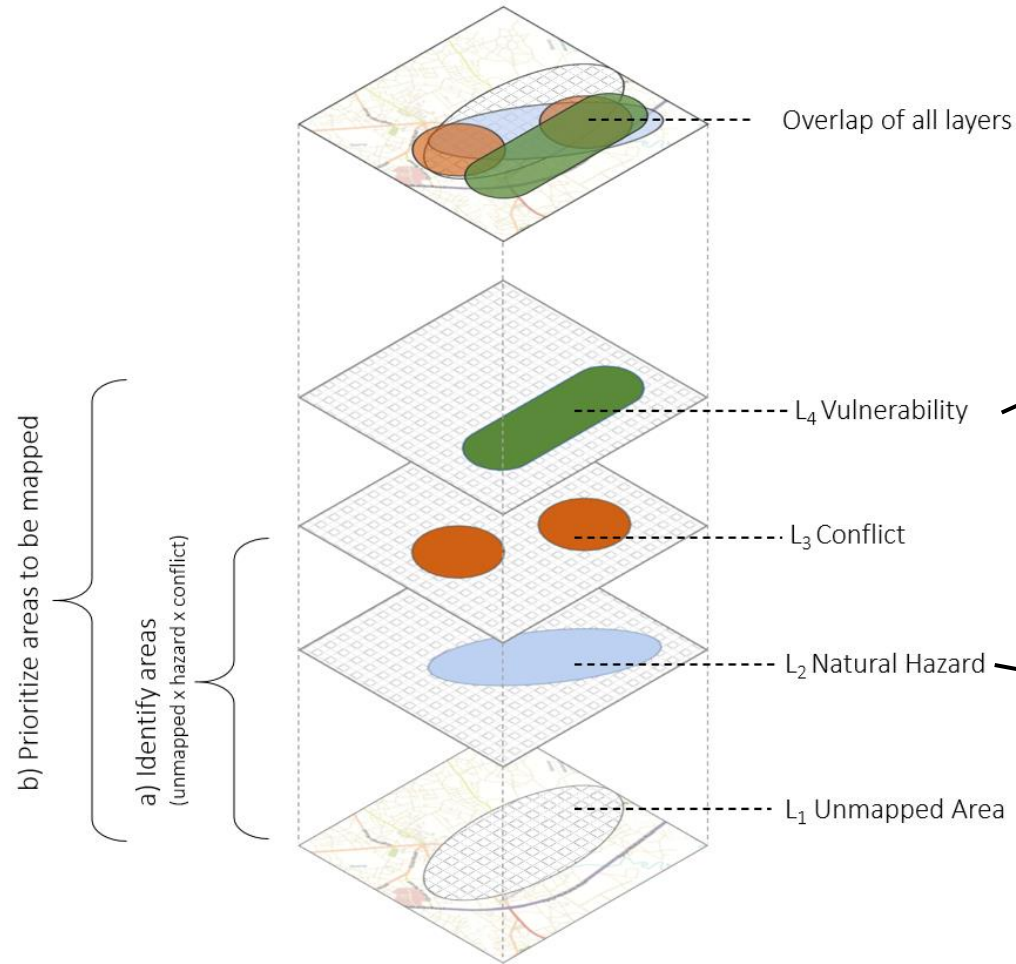 Overlap of all layers
L₄ Vulnerability
L₃ Conflict
L₂ Natural Hazard
L₁ Unmapped Area
b) Prioritize areas to be mapped
a) Identify areas
(unmapped x hazard x conflict)